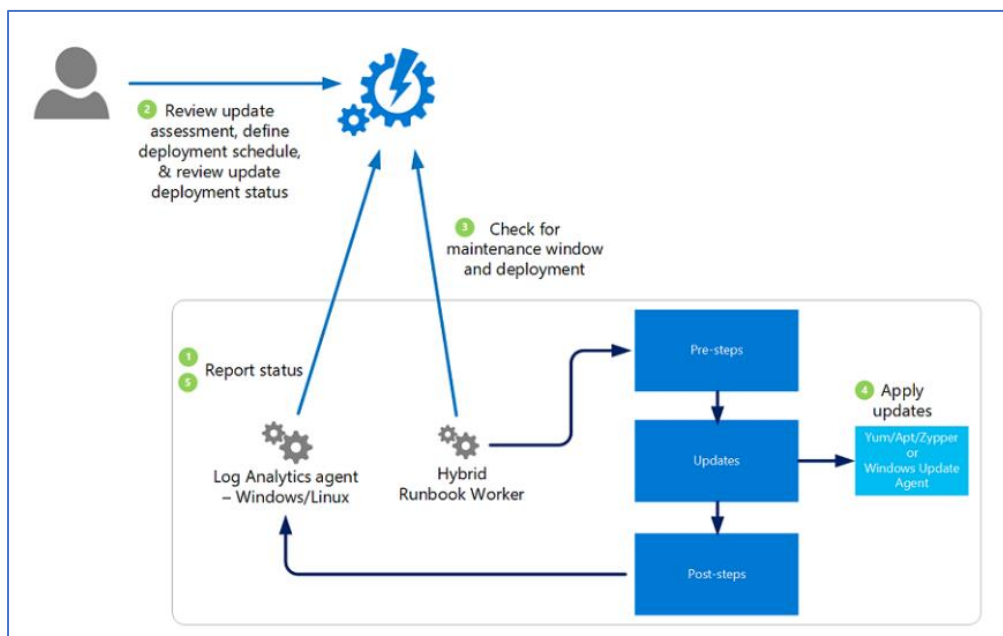 2 Review update
assessment, define
deployment schedule,
& review update
deployment status
3 Check for
maintenance window
and deployment
1
5
Report status
Log Analytics agent
– Windows/Linux
Hybrid
Runbook Worker
Pre-steps
Updates
Post-steps
4 Apply
updates
Yum/Apt/Zypper
or
Windows Update
Agent